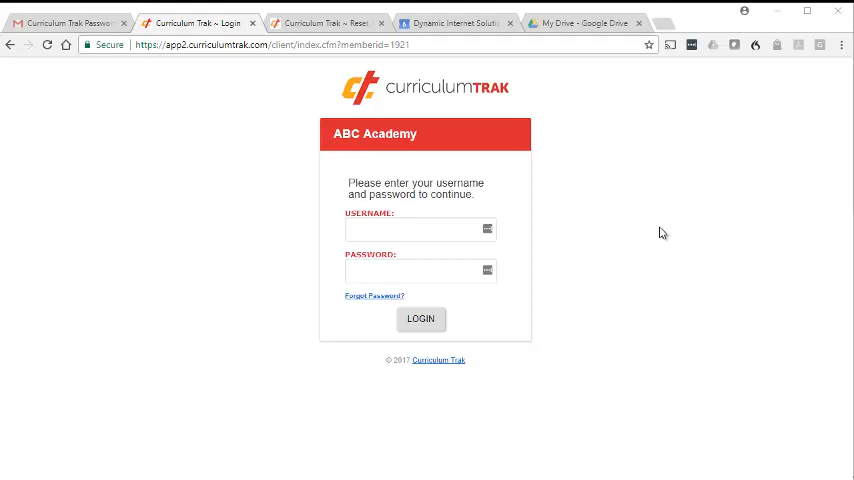 Curriculum Trak Passwor
Curriculum Trak ~ Login
Curriculum Trak ~ Reset
Dynamic Internet Soluti
My Drive - Google Drive
Secure
https://app2.curriculumtrak.com/client/index.cfm?memberid=1921
ct curriculumTRAK
ABC Academy
Please enter your username
and password to continue.
USERNAME:
PASSWORD:
Forgot Password?
LOGIN
© 2017 Curriculum Trak